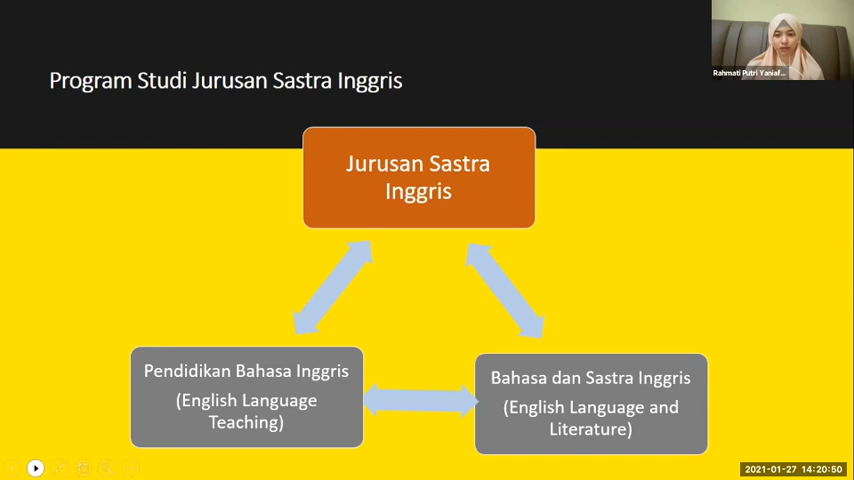 Rahmati Putri Yaniaf...
Program Studi Jurusan Sastra Inggris
Jurusan Sastra
Inggris
Pendidikan Bahasa Inggris
(English Language
Teaching)
Bahasa dan Sastra Inggris
(English Language and
Literature)
2021-01-27 14:20:50